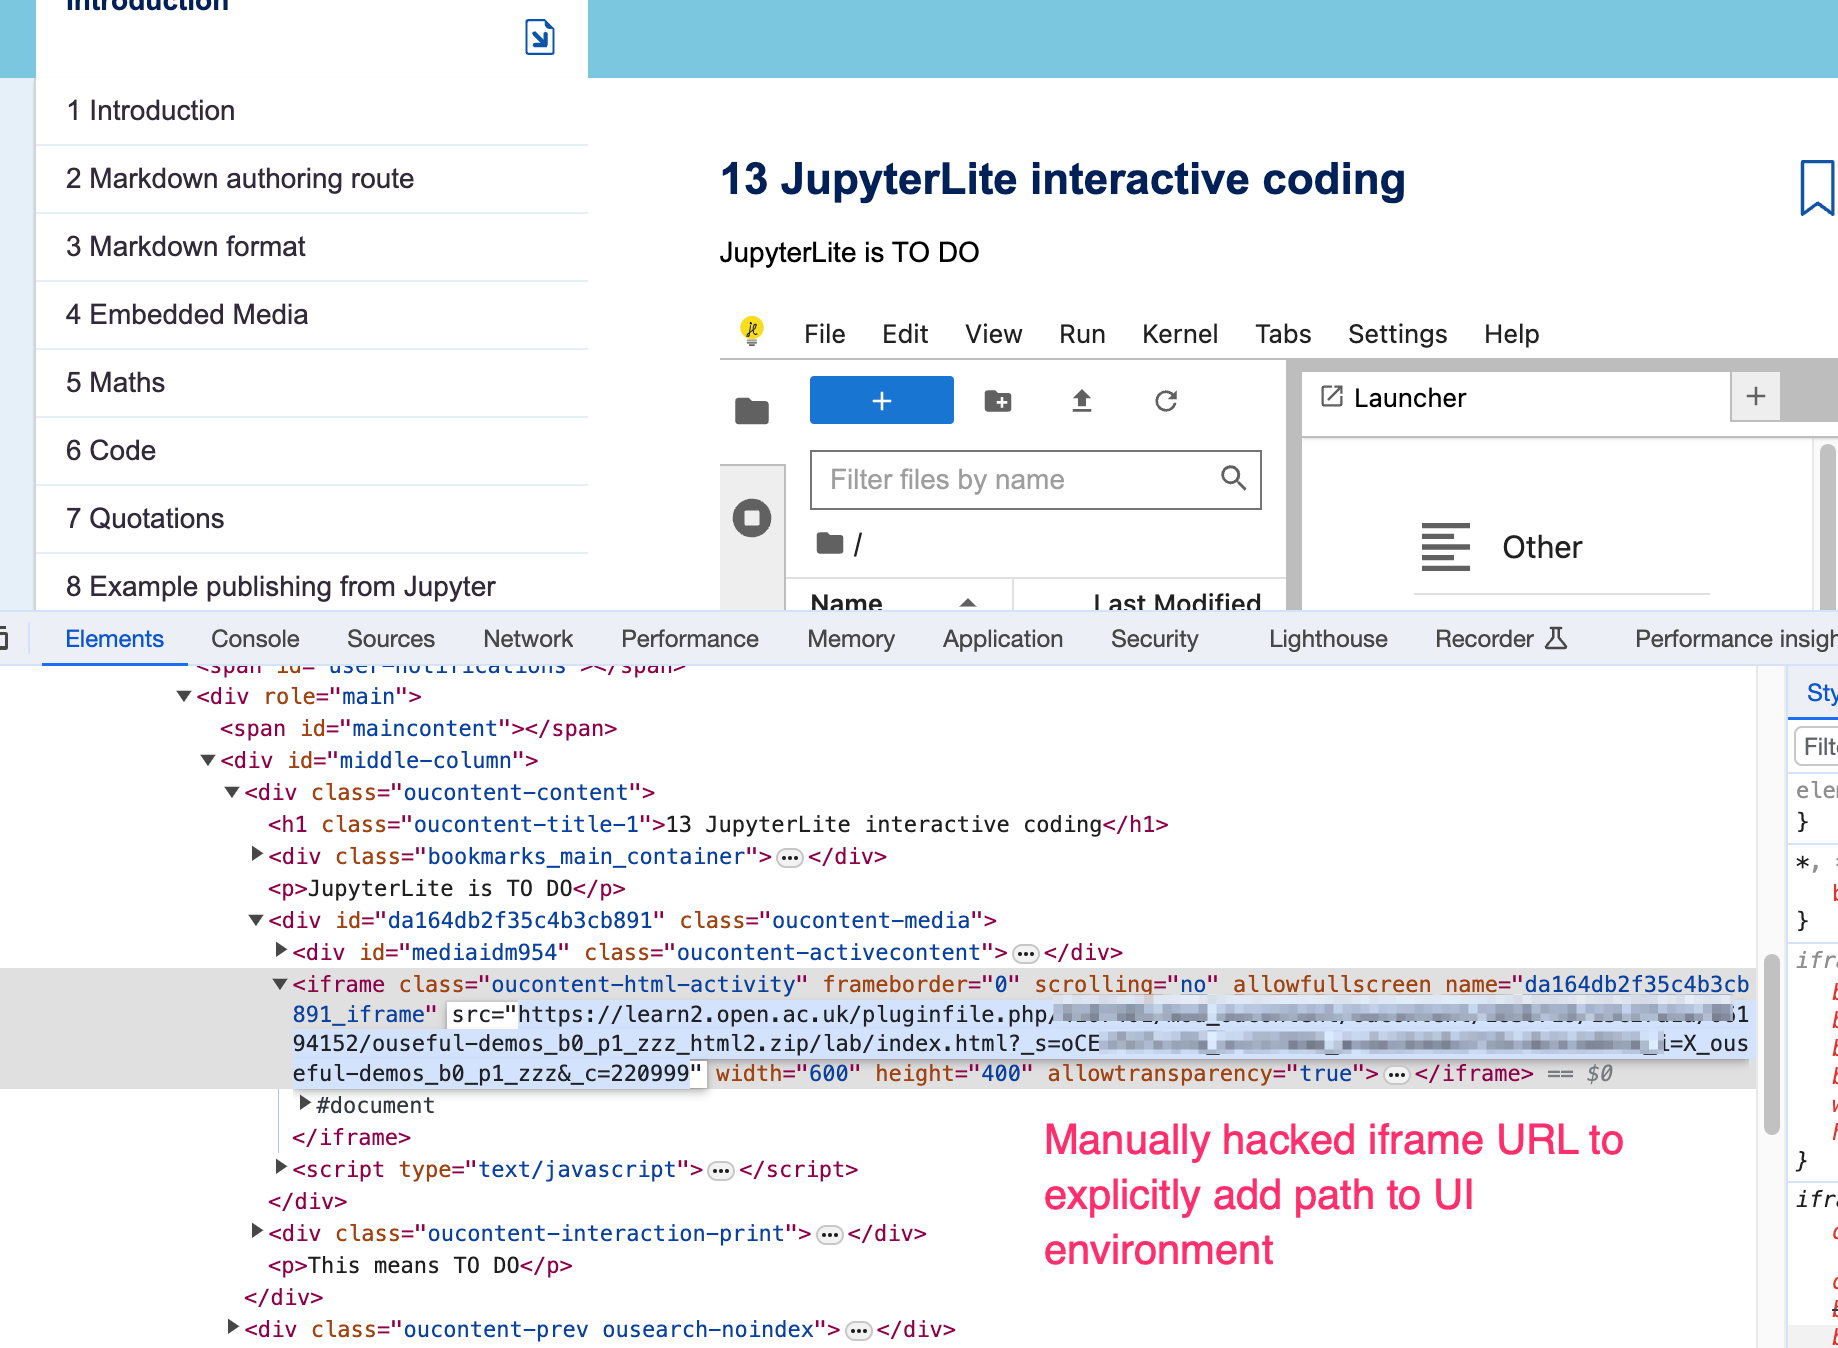 Introduction
1 Introduction
2 Markdown authoring route
3 Markdown format
4 Embedded Media
5 Maths
6 Code
7 Quotations
8 Example publishing from Jupyter
13 JupyterLite interactive coding
JupyterLite is TO DO
File Edit View Run Kernel Tabs Settings Help
+
Launcher
+
Filter files by name
/
Name Last Modified
Other
Elements Console Sources Network Performance Memory Application Security Lighthouse Recorder Performance insigh
<span id="user-notifications"></span>
<div role="main">
<span id="maincontent"></span>
<div id="middle-column">
<div class="oucontent-content">
<h1 class="oucontent-title-1">13 JupyterLite interactive coding</h1>
<div class="bookmarks_main_container">…</div>
<p>JupyterLite is TO DO</p>
<div id="da164db2f35c4b3cb891" class="oucontent-media">
<div id="mediaidm954" class="oucontent-activecontent">…</div>
<iframe class="oucontent-html-activity" frameborder="0" scrolling="no" allowfullscreen name="da164db2f35c4b3cb
891_iframe" src="https://learn2.open.ac.uk/pluginfile.php/
94152/ouseful-demos_b0_p1_zzz_html2.zip/lab/index.html?_s=oCE i=X_ous
eful-demos_b0_p1_zzz&_c=220999" width="600" height="400" allowtransparency="true">…</iframe> == $0
#document
</iframe>
<script type="text/javascript">…</script>
</div>
<div class="oucontent-interaction-print">…</div>
<p>This means TO DO</p>
</div>
<div class="oucontent-prev ousearch-noindex">…</div>
Manually hacked iframe URL to
explicitly add path to UI
environment
Sty
Filt
elem
}
*,
b
}
ifra
}
ifra